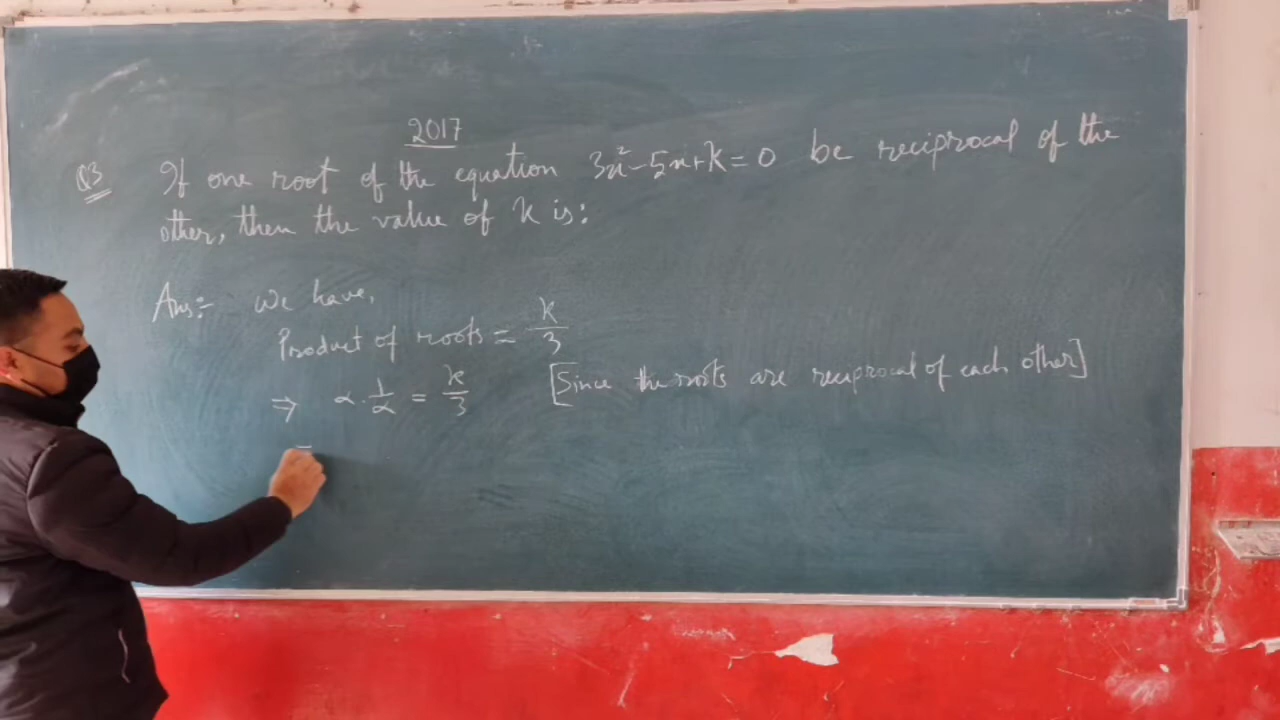 2017
Q3 If one root of the equation 3x²-5x+k=0 be reciprocal of the
other, then the value of k is:
Ans:- We have,
Product of roots = k/3
⇒ α·1/α = k/3 [Since the roots are reciprocal of each other]